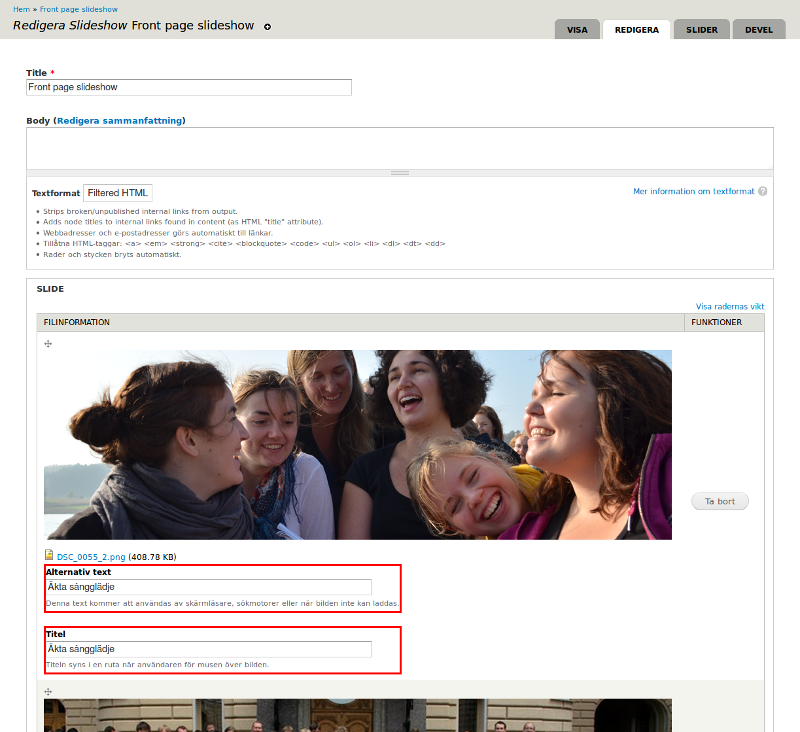 Hem » Front page slideshow
Redigera Slideshow Front page slideshow
VISA
REDIGERA
SLIDER
DEVEL
Title *
Front page slideshow
Body (Redigera sammanfattning)
Textformat Filtered HTML
Mer information om textformat ?
• Strips broken/unpublished internal links from output.
• Adds node titles to internal links found in content (as HTML "title" attribute).
• Webbadresser och e-postadresser görs automatiskt till länkar.
• Tillåtna HTML-taggar: <a> <em> <strong> <cite> <blockquote> <code> <ul> <ol> <li> <dl> <dt> <dd>
• Rader och stycken bryts automatiskt.
SLIDE
Visa radernas vikt
FILINFORMATION
FUNKTIONER
Ta bort
DSC_0055_2.png (408.78 KB)
Alternativ text
Äkta sångglädje
Denna text kommer att användas av skärmläsare, sökmotorer eller när bilden inte kan laddas.
Titel
Äkta sångglädje
Titeln syns i en ruta när användaren för musen över bilden.